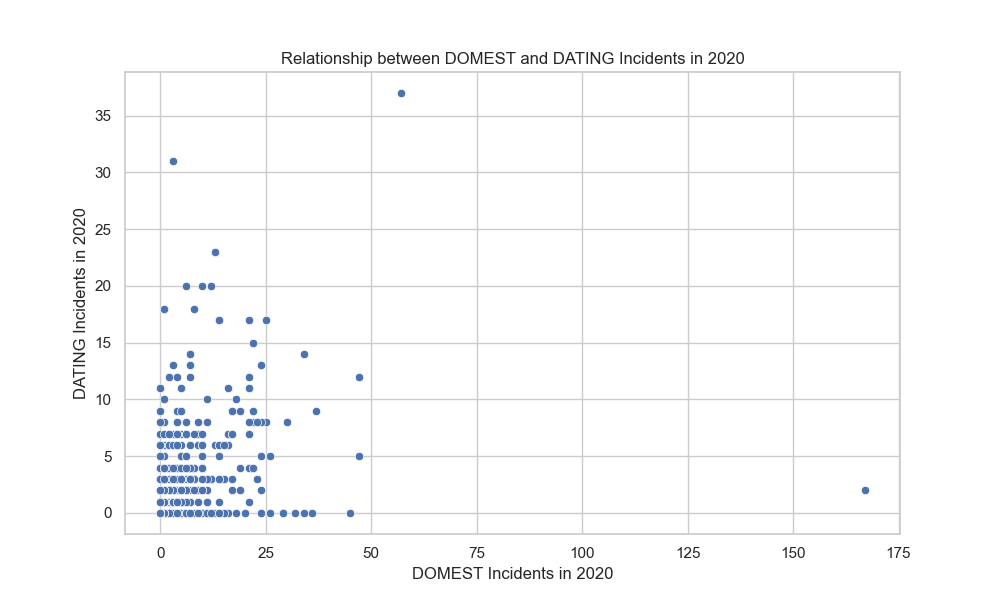 Relationship between DOMEST and DATING Incidents in 2020
DATING Incidents in 2020
35
30
25
20
15
10
5
0
0 25 50 75 100 125 150 175
DOMEST Incidents in 2020